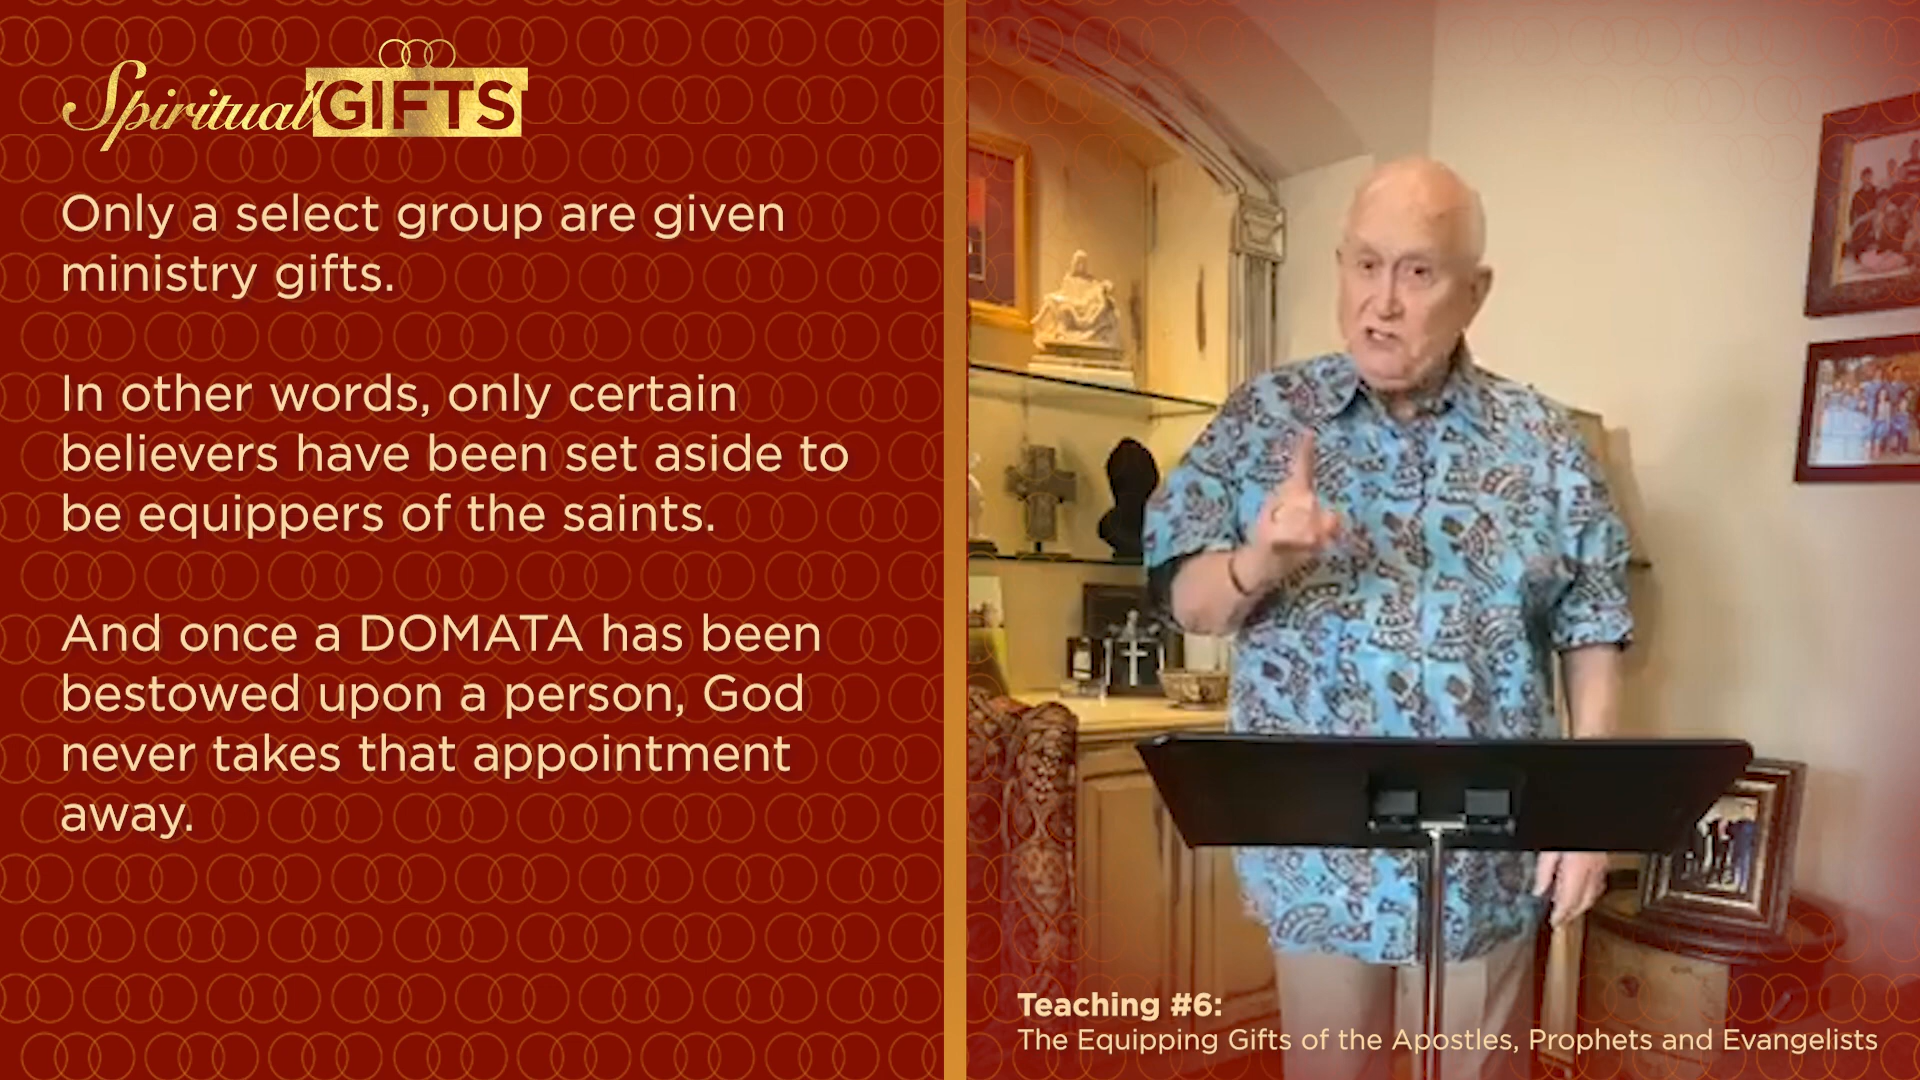 Spiritual GIFTS
Only a select group are given
ministry gifts.
In other words, only certain
believers have been set aside to
be equippers of the saints.
And once a DOMATA has been
bestowed upon a person, God
never takes that appointment
away.
Teaching #6:
The Equipping Gifts of the Apostles, Prophets and Evangelists